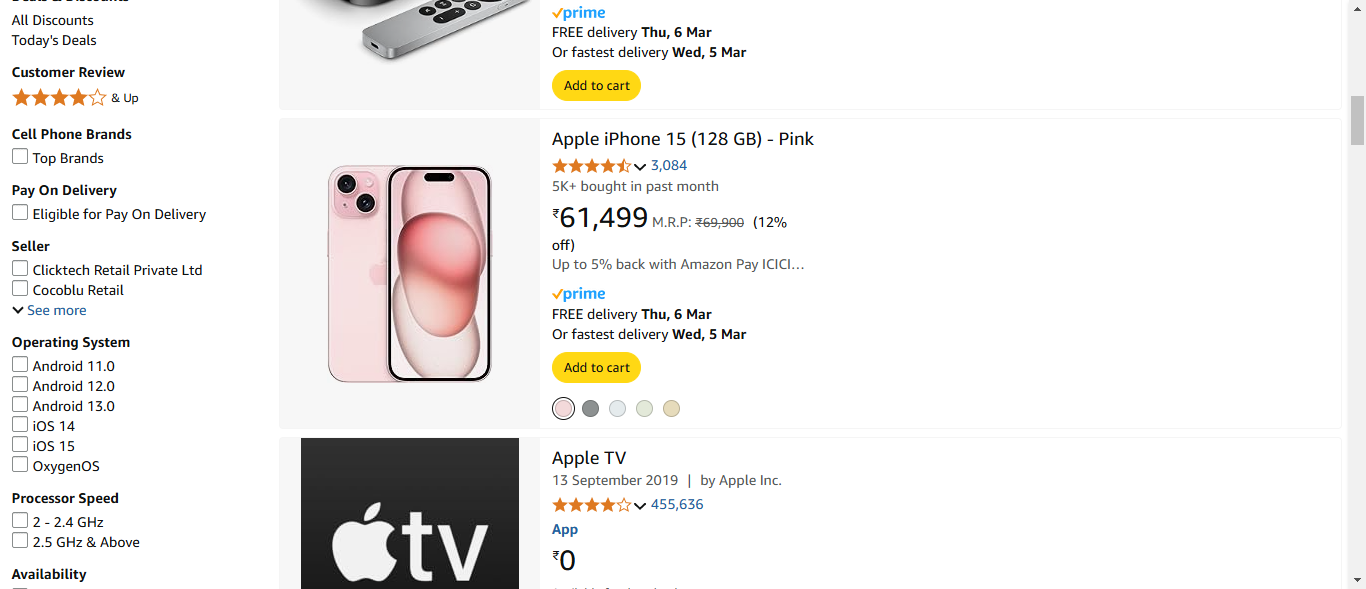 Deals & Discounts
All Discounts
Today's Deals
Customer Review
& Up
Cell Phone Brands
Top Brands
Pay On Delivery
Eligible for Pay On Delivery
Seller
Clicktech Retail Private Ltd
Cocoblu Retail
See more
Operating System
Android 11.0
Android 12.0
Android 13.0
iOS 14
iOS 15
OxygenOS
Processor Speed
2 - 2.4 GHz
2.5 GHz & Above
Availability
prime
FREE delivery Thu, 6 Mar
Or fastest delivery Wed, 5 Mar
Add to cart
Apple iPhone 15 (128 GB) - Pink
3,084
5K+ bought in past month
₹61,499 M.R.P: ₹69,900 (12%
off)
Up to 5% back with Amazon Pay ICICI…
prime
FREE delivery Thu, 6 Mar
Or fastest delivery Wed, 5 Mar
Add to cart
tv
Apple TV
13 September 2019 | by Apple Inc.
455,636
App
₹0